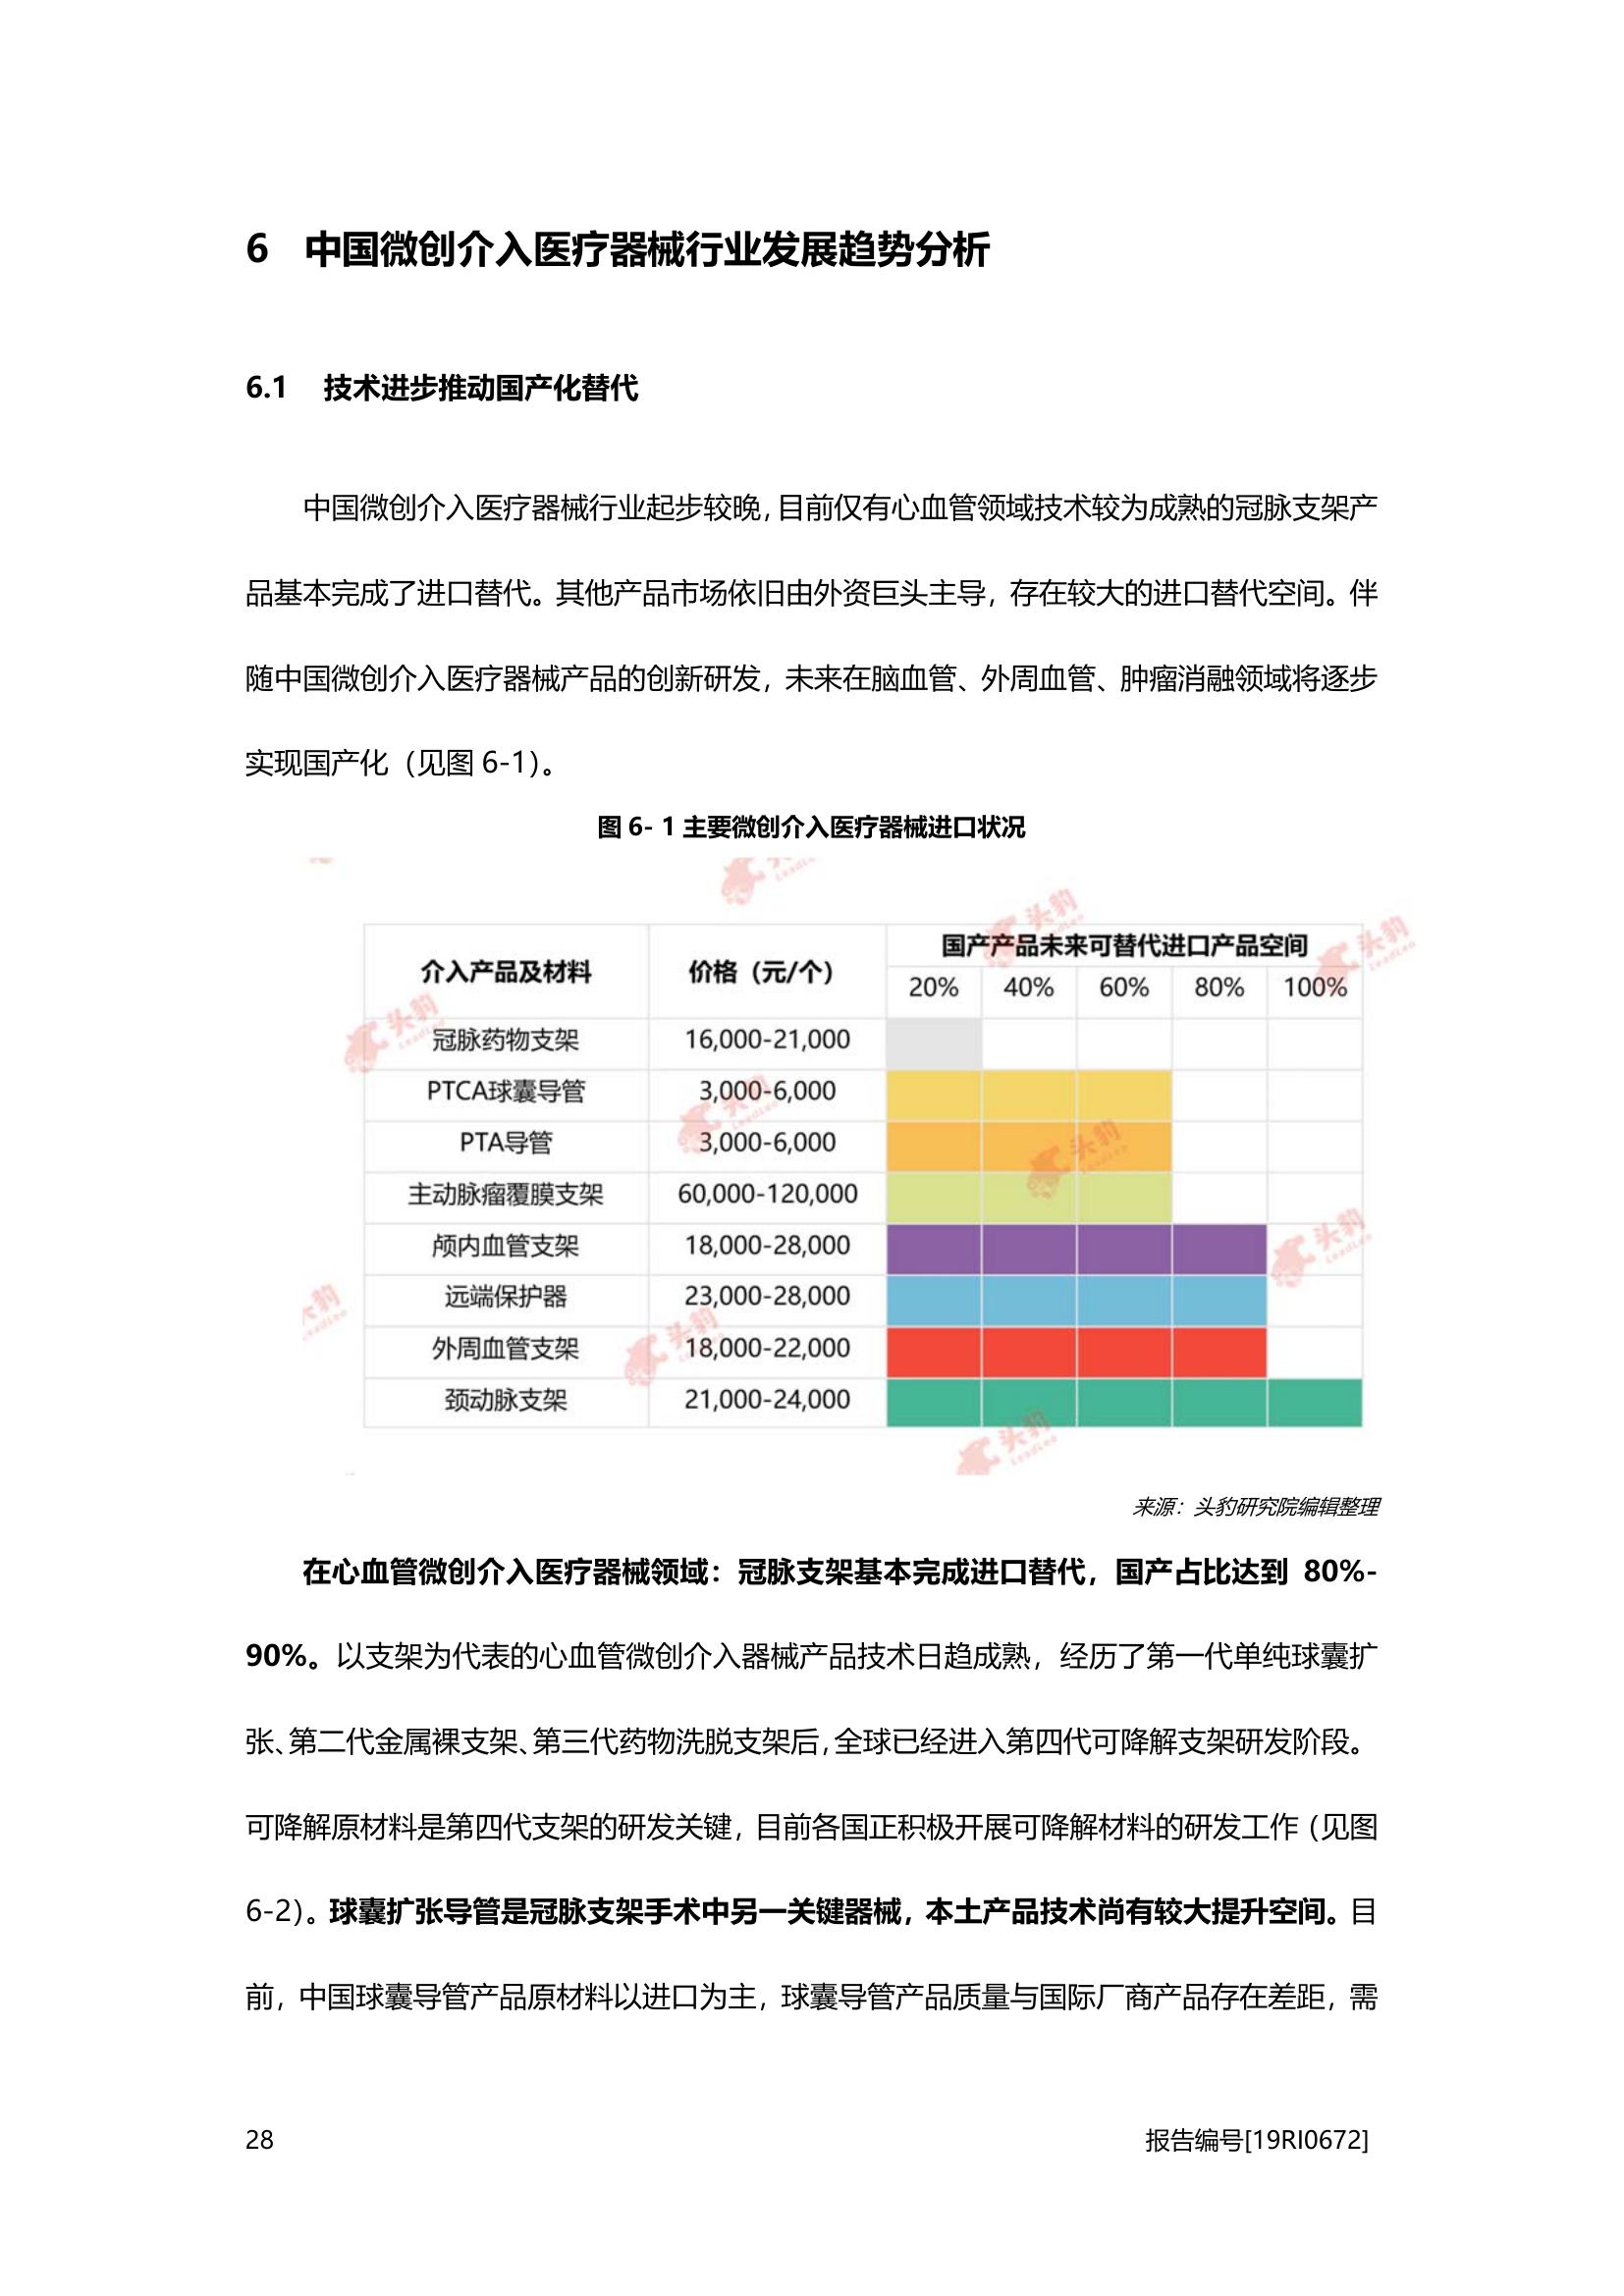 6 中国微创介入医疗器械行业发展趋势分析
6.1 技术进步推动国产化替代
中国微创介入医疗器械行业起步较晚，目前仅有心血管领域技术较为成熟的冠脉支架产
品基本完成了进口替代。其他产品市场依旧由外资巨头主导，存在较大的进口替代空间。伴
随中国微创介入医疗器械产品的创新研发，未来在脑血管、外周血管、肿瘤消融领域将逐步
实现国产化（见图 6-1）。
图 6- 1 主要微创介入医疗器械进口状况
介入产品及材料 价格（元/个） 国产产品未来可替代进口产品空间
20% 40% 60% 80% 100%
冠脉药物支架 16,000-21,000
PTCA球囊导管 3,000-6,000
PTA导管 3,000-6,000
主动脉瘤覆膜支架 60,000-120,000
颅内血管支架 18,000-28,000
远端保护器 23,000-28,000
外周血管支架 18,000-22,000
颈动脉支架 21,000-24,000
头豹 LeadLeo
来源：头豹研究院编辑整理
在心血管微创介入医疗器械领域：冠脉支架基本完成进口替代，国产占比达到 80%-
90%。以支架为代表的心血管微创介入器械产品技术日趋成熟，经历了第一代单纯球囊扩
张、第二代金属裸支架、第三代药物洗脱支架后，全球已经进入第四代可降解支架研发阶段。
可降解原材料是第四代支架的研发关键，目前各国正积极开展可降解材料的研发工作（见图
6-2）。球囊扩张导管是冠脉支架手术中另一关键器械，本土产品技术尚有较大提升空间。目
前，中国球囊导管产品原材料以进口为主，球囊导管产品质量与国际厂商产品存在差距，需
28 报告编号[19RI0672]